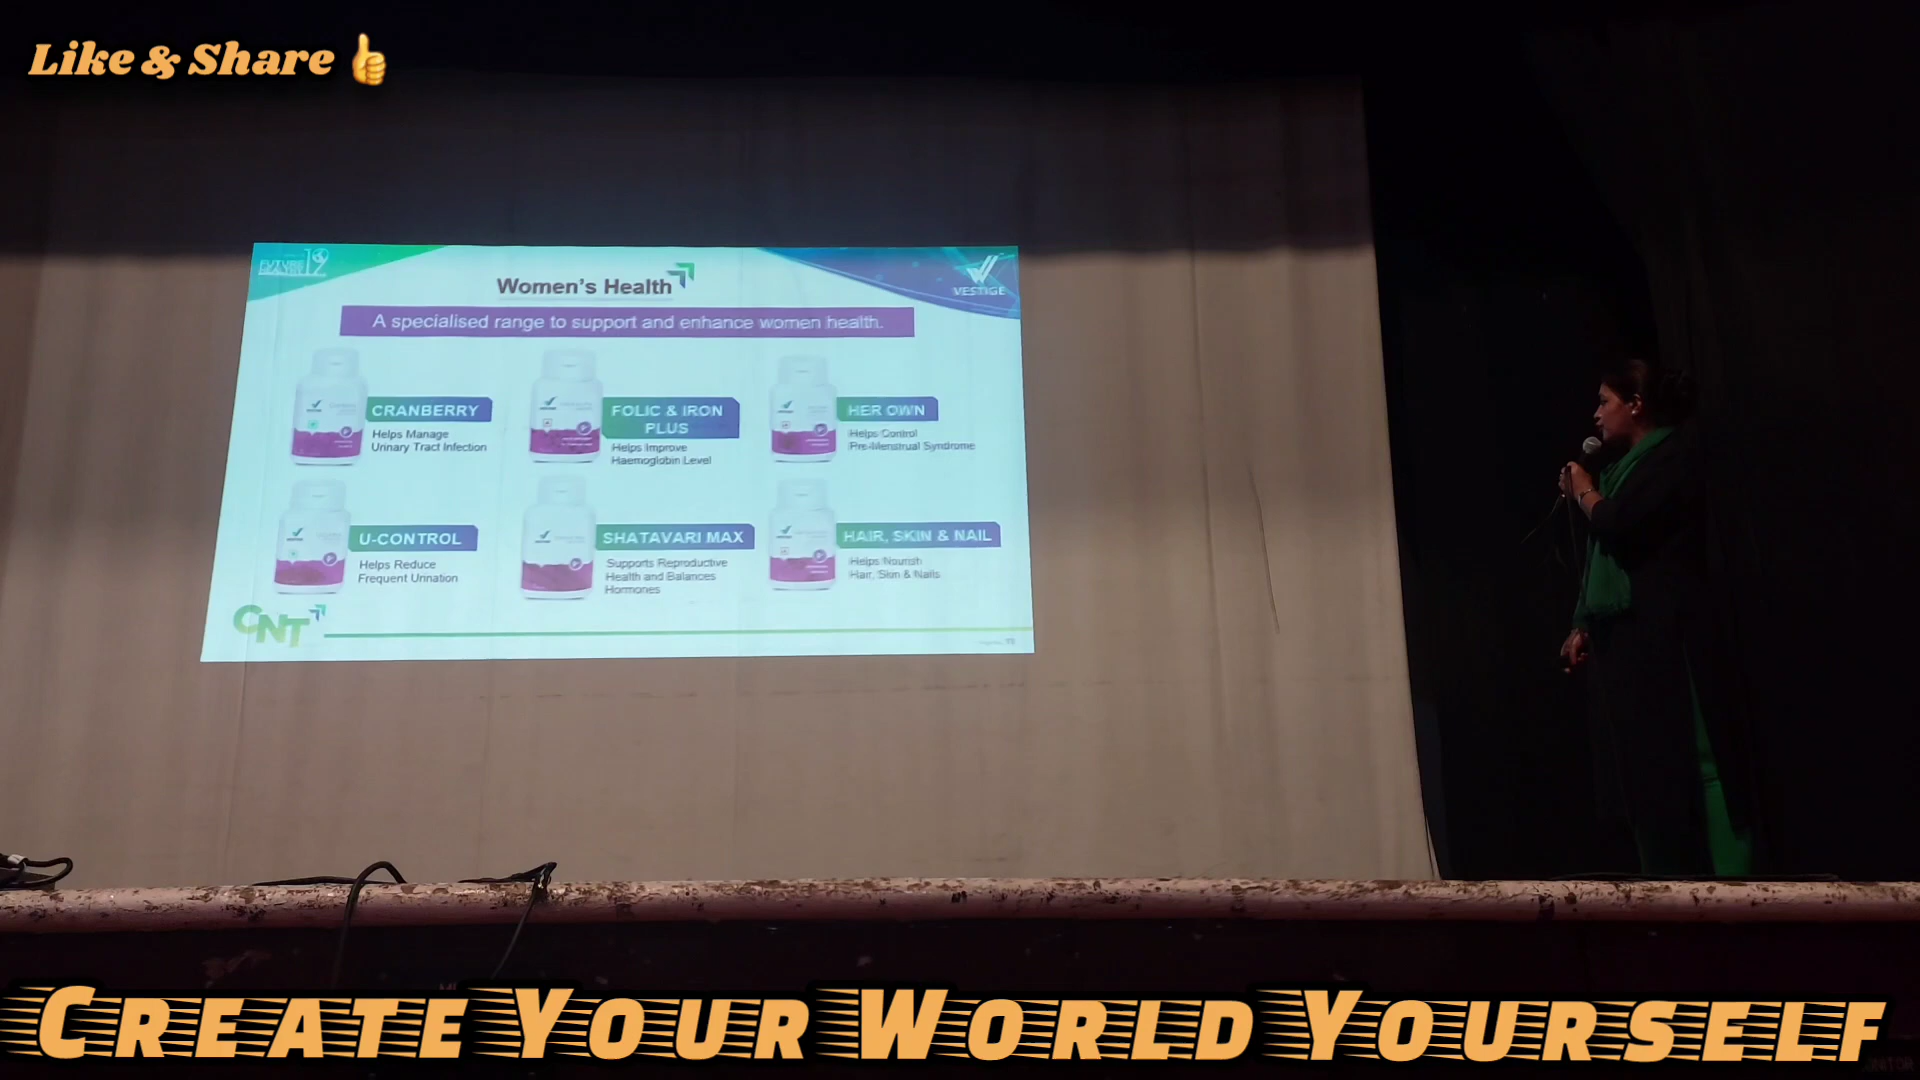 Like & Share 👍
FUTURE
VESTIGE
Women's Health
A specialised range to support and enhance women health.
CRANBERRY
Helps Manage
Urinary Tract Infection
FOLIC & IRON
PLUS
Helps Improve
Haemoglobin Level
HER OWN
Helps Control
Pre-Menstrual Syndrome
U-CONTROL
Helps Reduce
Frequent Urination
SHATAVARI MAX
Supports Reproductive
Health and Balances
Hormones
HAIR, SKIN & NAIL
Helps Nourish
Hair, Skin & Nails
CNT
CREATE YOUR WORLD YOURSELF